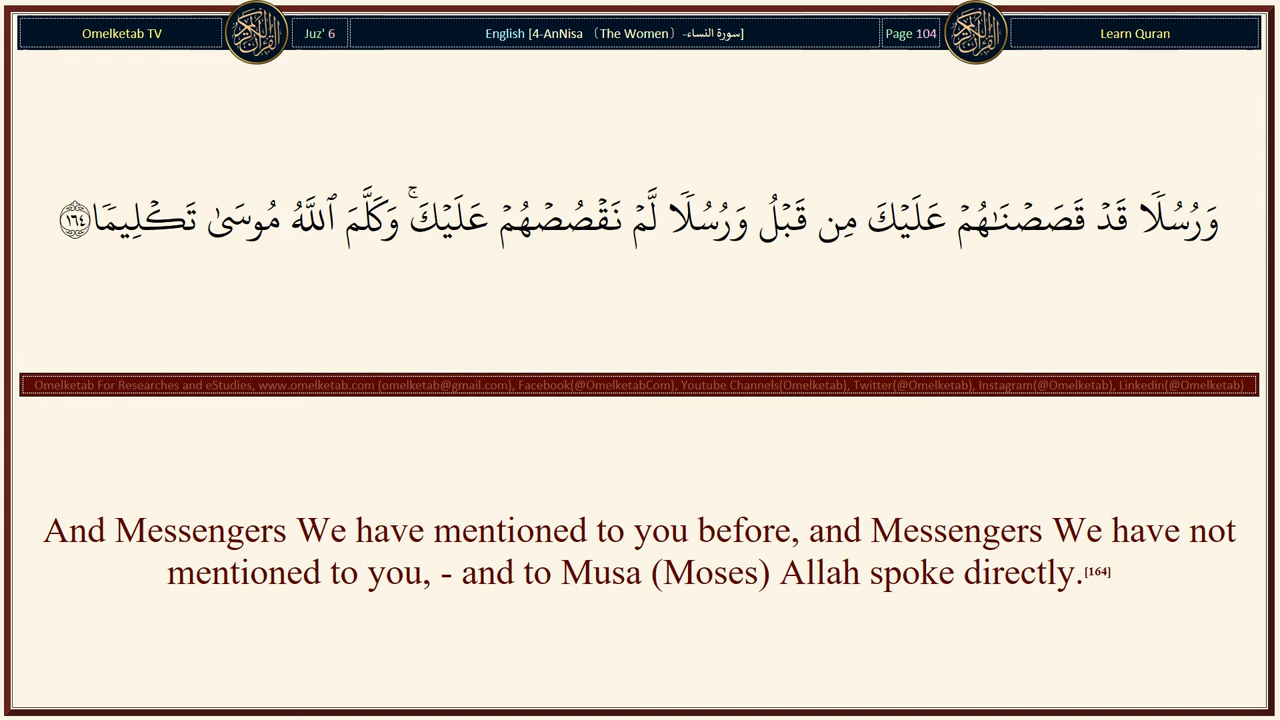 Omelketab TV
Juz' 6
English [4-AnNisa （The Women）-سورة النساء]
Page 104
Learn Quran
وَرُسُلًا قَدۡ قَصَصۡنَٰهُمۡ عَلَيۡكَ مِن قَبۡلُ وَرُسُلًا لَّمۡ نَقۡصُصۡهُمۡ عَلَيۡكَۚ وَكَلَّمَ ٱللَّهُ مُوسَىٰ تَكۡلِيمًا ١٦٤
Omelketab For Researches and eStudies, www.omelketab.com (omelketab@gmail.com), Facebook(@OmelketabCom), Youtube Channels(Omelketab), Twitter(@Omelketab), Instagram(@Omelketab), Linkedin(@Omelketab)
And Messengers We have mentioned to you before, and Messengers We have not
mentioned to you, - and to Musa (Moses) Allah spoke directly.[164]